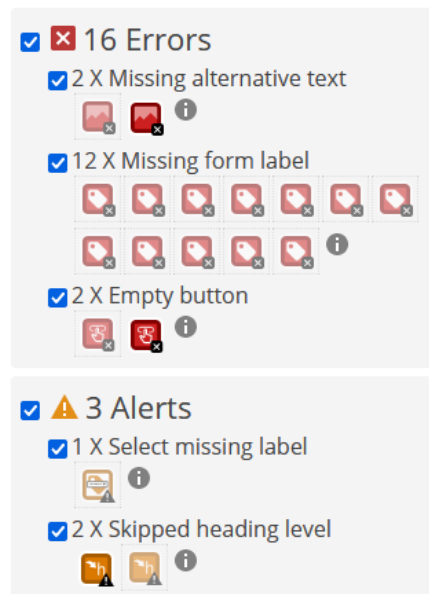 16 Errors
2 X Missing alternative text
12 X Missing form label
2 X Empty button
3 Alerts
1 X Select missing label
2 X Skipped heading level